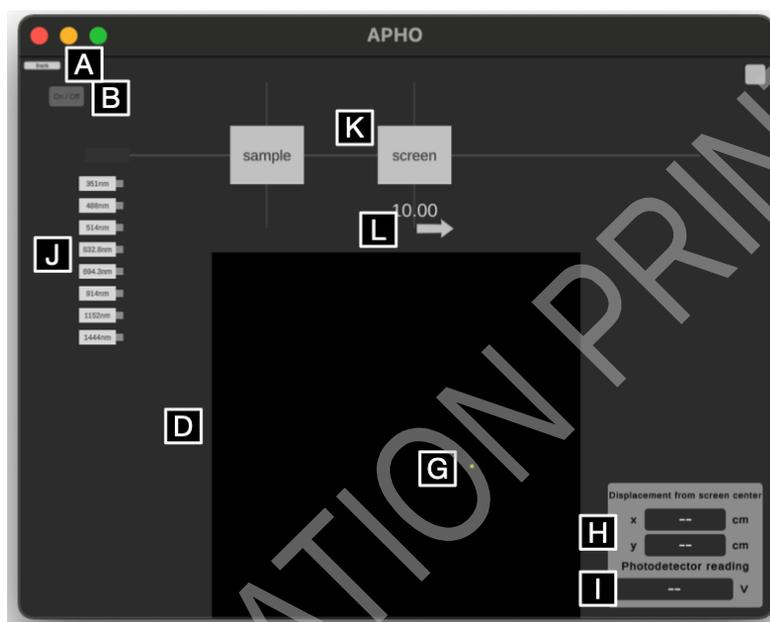 APHO
Back
A
On / Off
B
K
sample
screen
10.00
L
351nm
488nm
514nm
J
632.8nm
694.3nm
914nm
1152nm
1444nm
D
G
Displacement from screen center
H
x -- cm
y -- cm
Photodetector reading
I
-- V
ATION PRIN